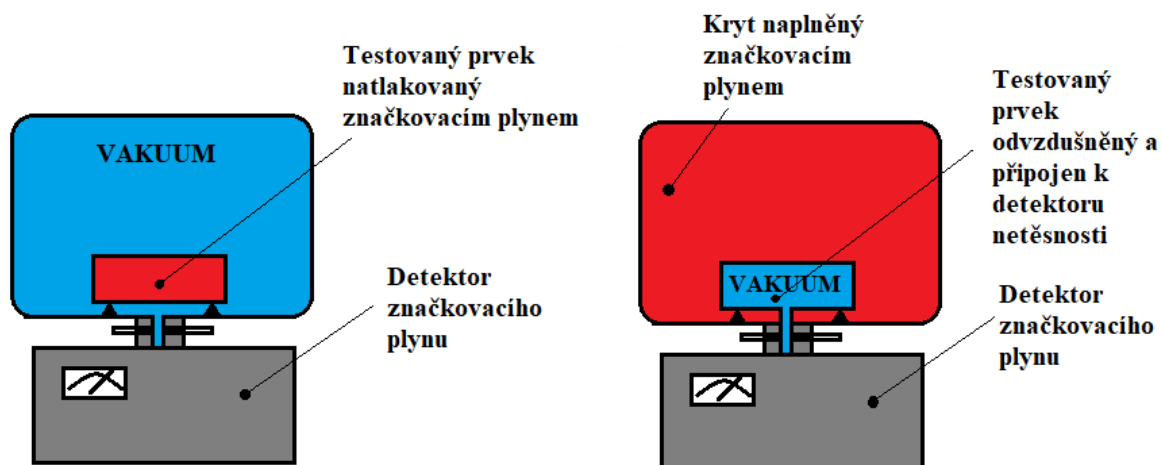 Testovaný prvek
natlakovaný
značkovacím plynem
VAKUUM
Detektor
značkovacího
plynu
Kryt naplněný
značkovacím
plynem
Testovaný
prvek
odvzdušněný a
připojen k
detektoru
netěsnosti
VAKUUM
Detektor
značkovacího
plynu